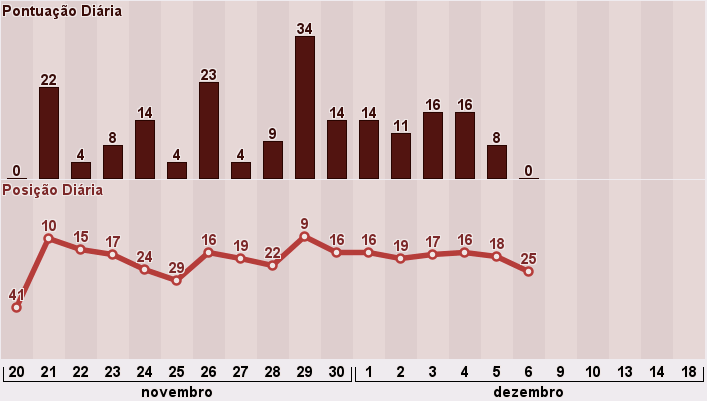 Pontuação Diária
0 22 4 8 14 4 23 4 9 34 14 14 11 16 16 8 0
Posição Diária
41 10 15 17 24 29 16 19 22 9 16 16 19 17 16 18 25
20 21 22 23 24 25 26 27 28 29 30 1 2 3 4 5 6 9 10 13 14 18
novembro dezembro